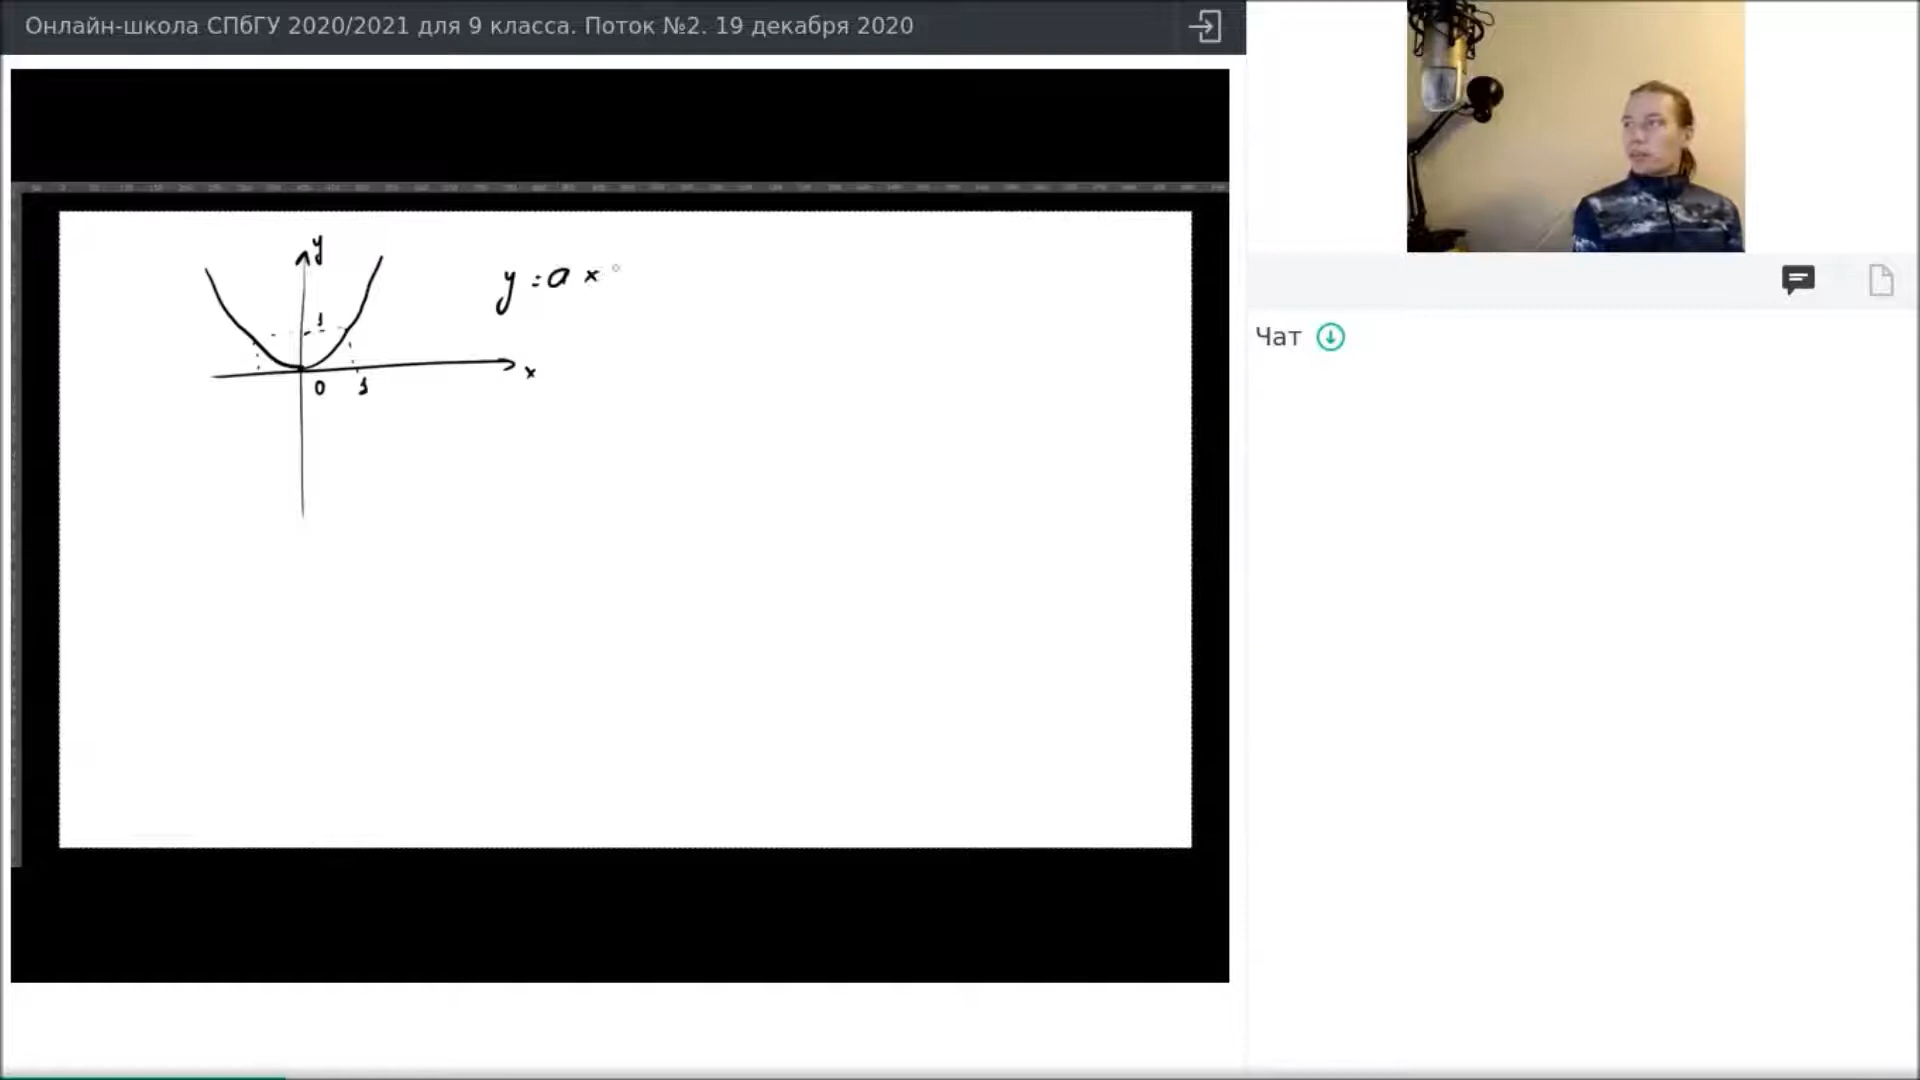 Онлайн-школа СПбГУ 2020/2021 для 9 класса. Поток №2. 19 декабря 2020
y
y = a x
1
x
0 1
Чат